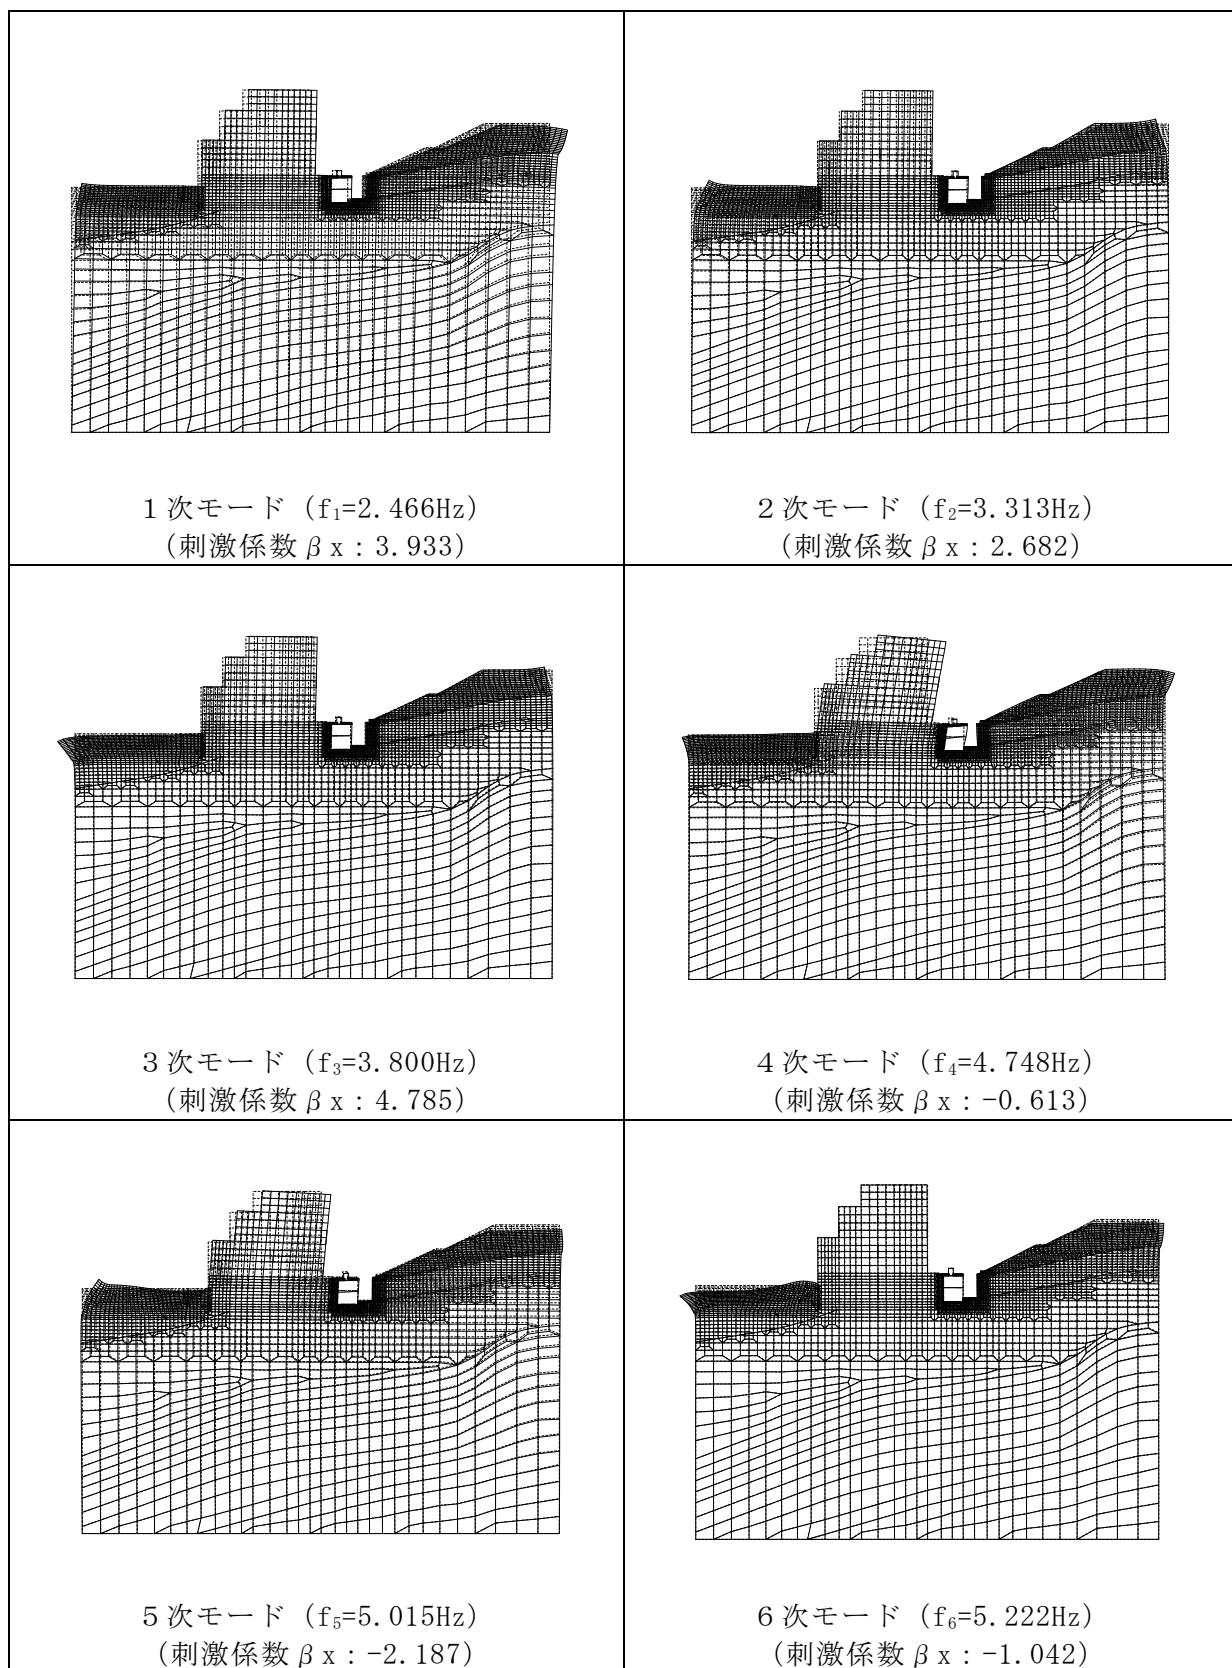 1次モード（f₁=2.466Hz）
（刺激係数βx：3.933）
2次モード（f₂=3.313Hz）
（刺激係数βx：2.682）
3次モード（f₃=3.800Hz）
（刺激係数βx：4.785）
4次モード（f₄=4.748Hz）
（刺激係数βx：-0.613）
5次モード（f₅=5.015Hz）
（刺激係数βx：-2.187）
6次モード（f₆=5.222Hz）
（刺激係数βx：-1.042）